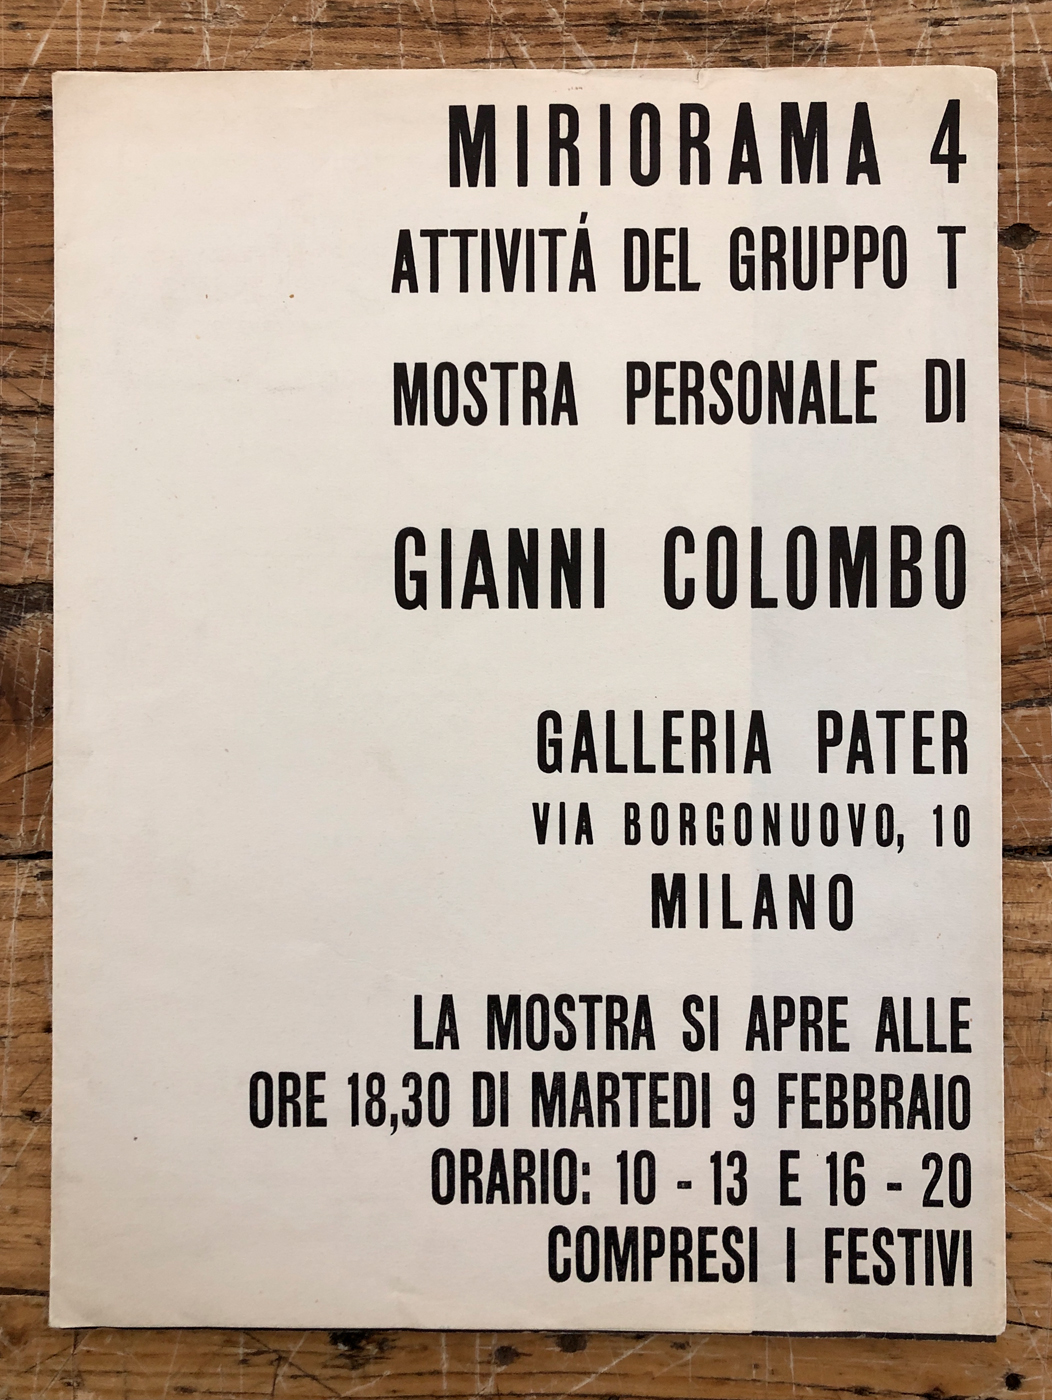 MIRIORAMA 4
ATTIVITÁ DEL GRUPPO T
MOSTRA PERSONALE DI
GIANNI COLOMBO
GALLERIA PATER
VIA BORGONUOVO, 10
MILANO
LA MOSTRA SI APRE ALLE
ORE 18,30 DI MARTEDI 9 FEBBRAIO
ORARIO: 10 - 13 E 16 - 20
COMPRESI I FESTIVI